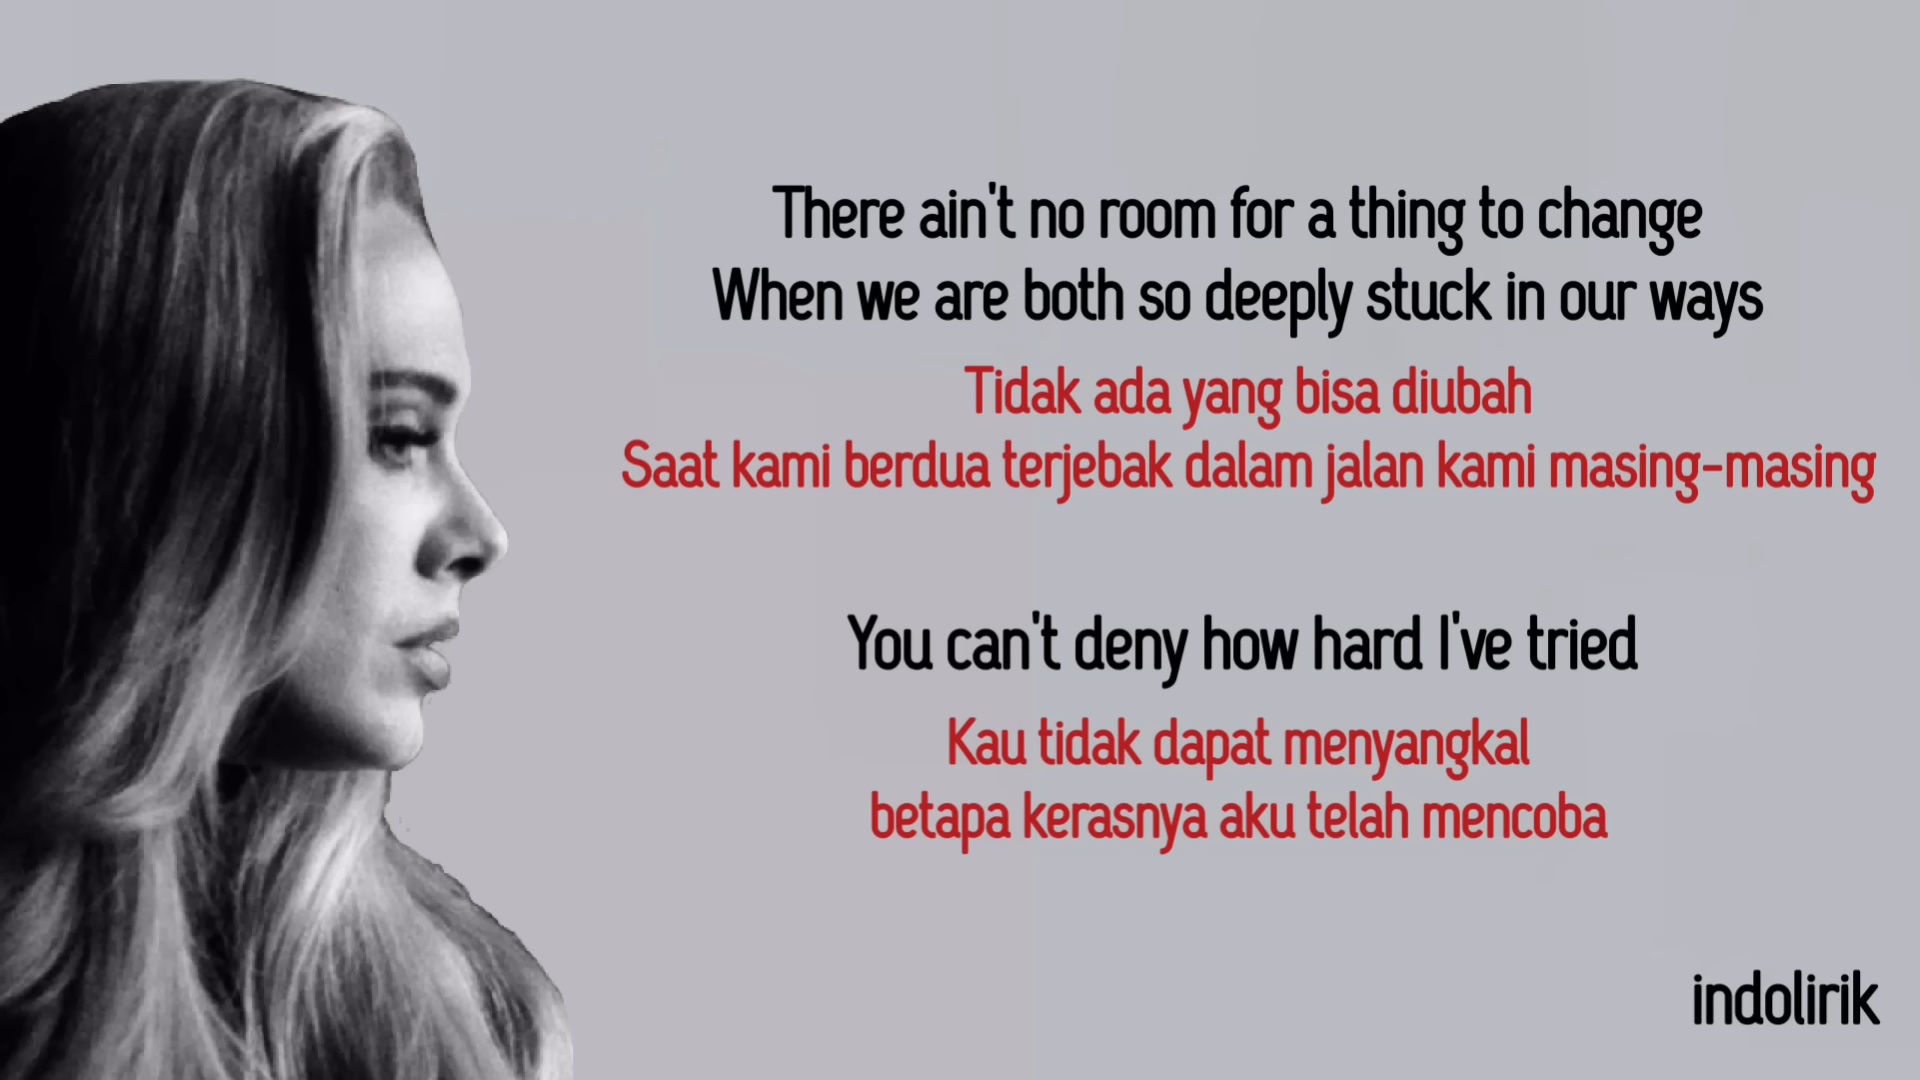 There ain't no room for a thing to change
When we are both so deeply stuck in our ways
Tidak ada yang bisa diubah
Saat kami berdua terjebak dalam jalan kami masing-masing
You can't deny how hard I've tried
Kau tidak dapat menyangkal
betapa kerasnya aku telah mencoba
indolirik